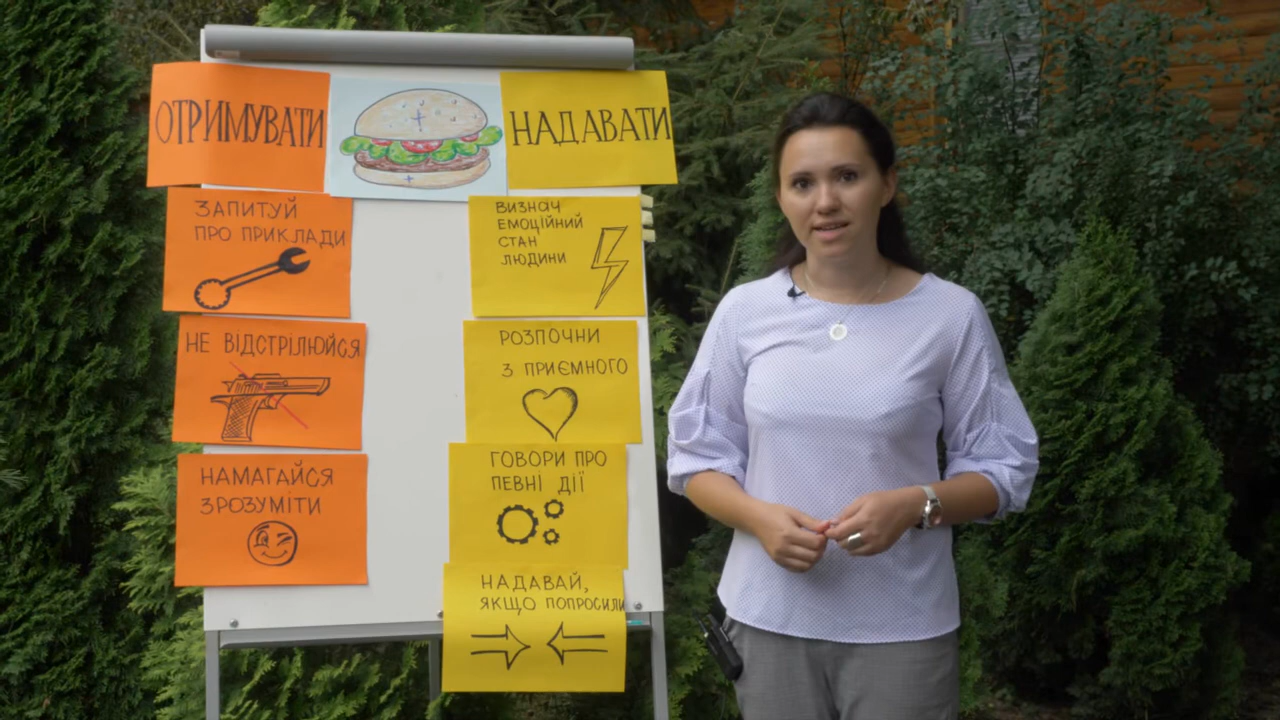 ОТРИМУВАТИ
НАДАВАТИ
ЗАПИТУЙ
ПРО ПРИКЛАДИ
НЕ ВІДСТРІЛЮЙСЯ
НАМАГАЙСЯ
ЗРОЗУМІТИ
ВИЗНАЧ
ЕМОЦІЙНИЙ
СТАН
ЛЮДИНИ
РОЗПОЧНИ
З ПРИЄМНОГО
ГОВОРИ ПРО
ПЕВНІ ДІЇ
НАДАВАЙ,
ЯКЩО ПОПРОСИЛИ